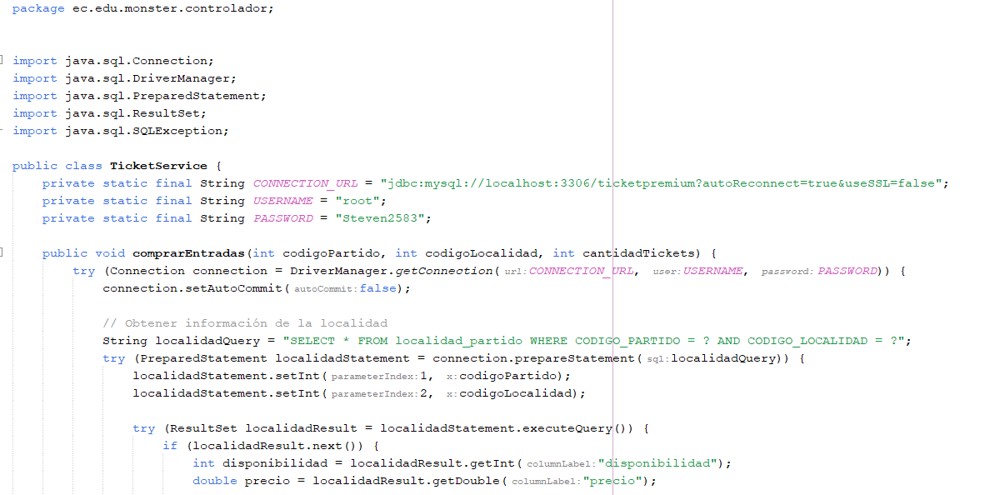 package ec.edu.monster.controlador;
import java.sql.Connection;
import java.sql.DriverManager;
import java.sql.PreparedStatement;
import java.sql.ResultSet;
import java.sql.SQLException;
public class TicketService {
private static final String CONNECTION_URL = "jdbc:mysql://localhost:3306/ticketpremium?autoReconnect=true&useSSL=false";
private static final String USERNAME = "root";
private static final String PASSWORD = "Steven2583";
public void comprarEntradas(int codigoPartido, int codigoLocalidad, int cantidadTickets) {
try (Connection connection = DriverManager.getConnection( url: CONNECTION_URL, user: USERNAME, password: PASSWORD)) {
connection.setAutoCommit( autoCommit: false);
// Obtener información de la localidad
String localidadQuery = "SELECT * FROM localidad_partido WHERE CODIGO_PARTIDO = ? AND CODIGO_LOCALIDAD = ?";
try (PreparedStatement localidadStatement = connection.prepareStatement( sql: localidadQuery)) {
localidadStatement.setInt( parameterIndex: 1, x: codigoPartido);
localidadStatement.setInt( parameterIndex: 2, x: codigoLocalidad);
try (ResultSet localidadResult = localidadStatement.executeQuery()) {
if (localidadResult.next()) {
int disponibilidad = localidadResult.getInt( columnLabel: "disponibilidad");
double precio = localidadResult.getDouble( columnLabel: "precio");